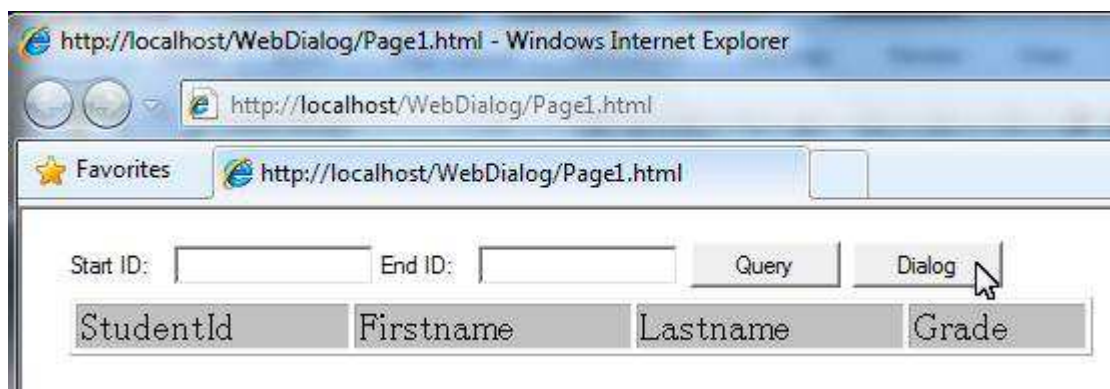 http://localhost/WebDialog/Page1.html - Windows Internet Explorer
http://localhost/WebDialog/Page1.html
Favorites http://localhost/WebDialog/Page1.html
Start ID: End ID: Query Dialog
StudentId Firstname Lastname Grade